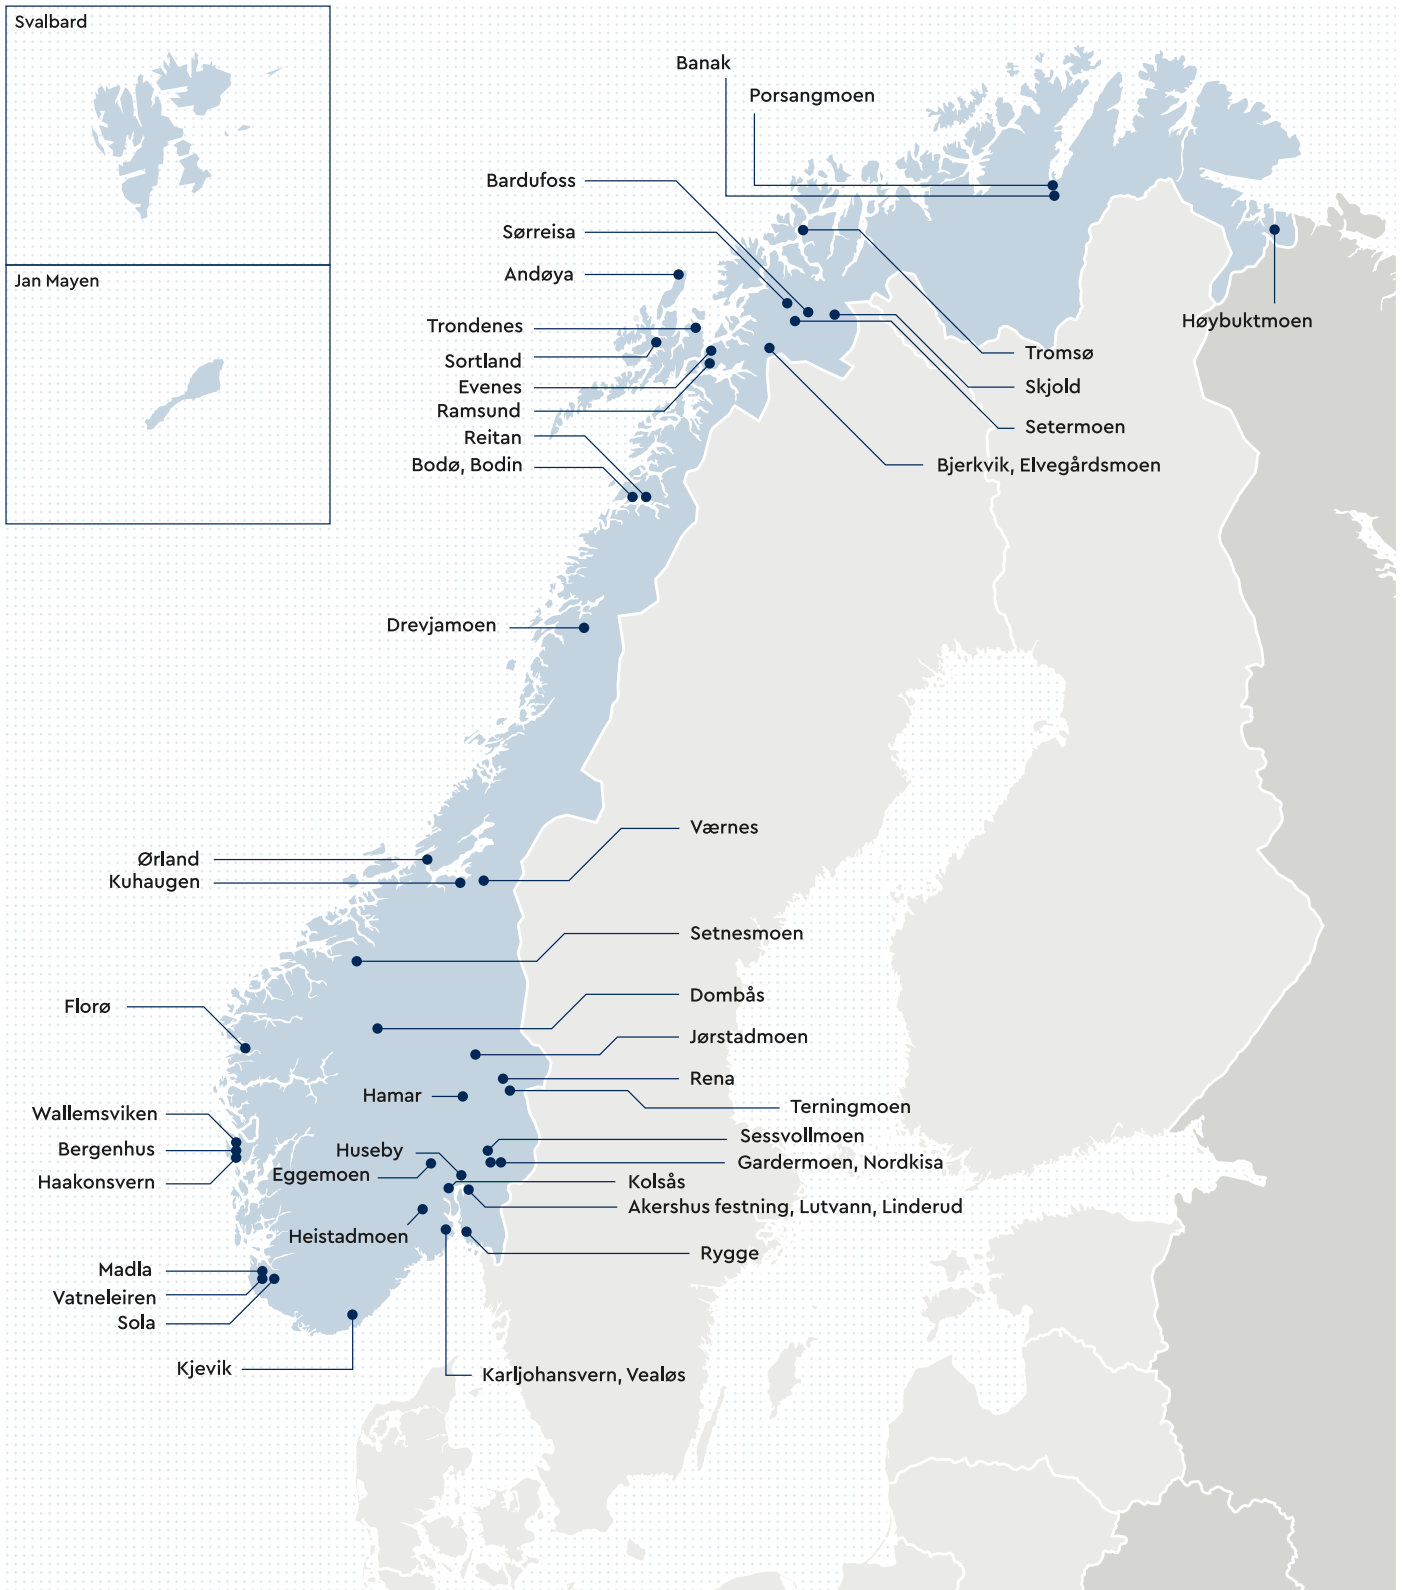 Svalbard
Jan Mayen
Banak
Porsangmoen
Bardufoss
Sørreisa
Andøya
Trondenes
Sortland
Evenes
Ramsund
Reitan
Bodø, Bodin
Høybuktmoen
Tromsø
Skjold
Setermoen
Bjerkvik, Elvegårdsmoen
Drevjamoen
Værnes
Ørland
Kuhaugen
Setnesmoen
Dombås
Florø
Jørstadmoen
Rena
Hamar
Terningmoen
Wallemsviken
Bergenhus
Haakonsvern
Sessvollmoen
Huseby
Gardermoen, Nordkisa
Eggemoen
Kolsås
Akershus festning, Lutvann, Linderud
Heistadmoen
Rygge
Madla
Vatneleiren
Sola
Kjevik
Karljohansvern, Vealøs